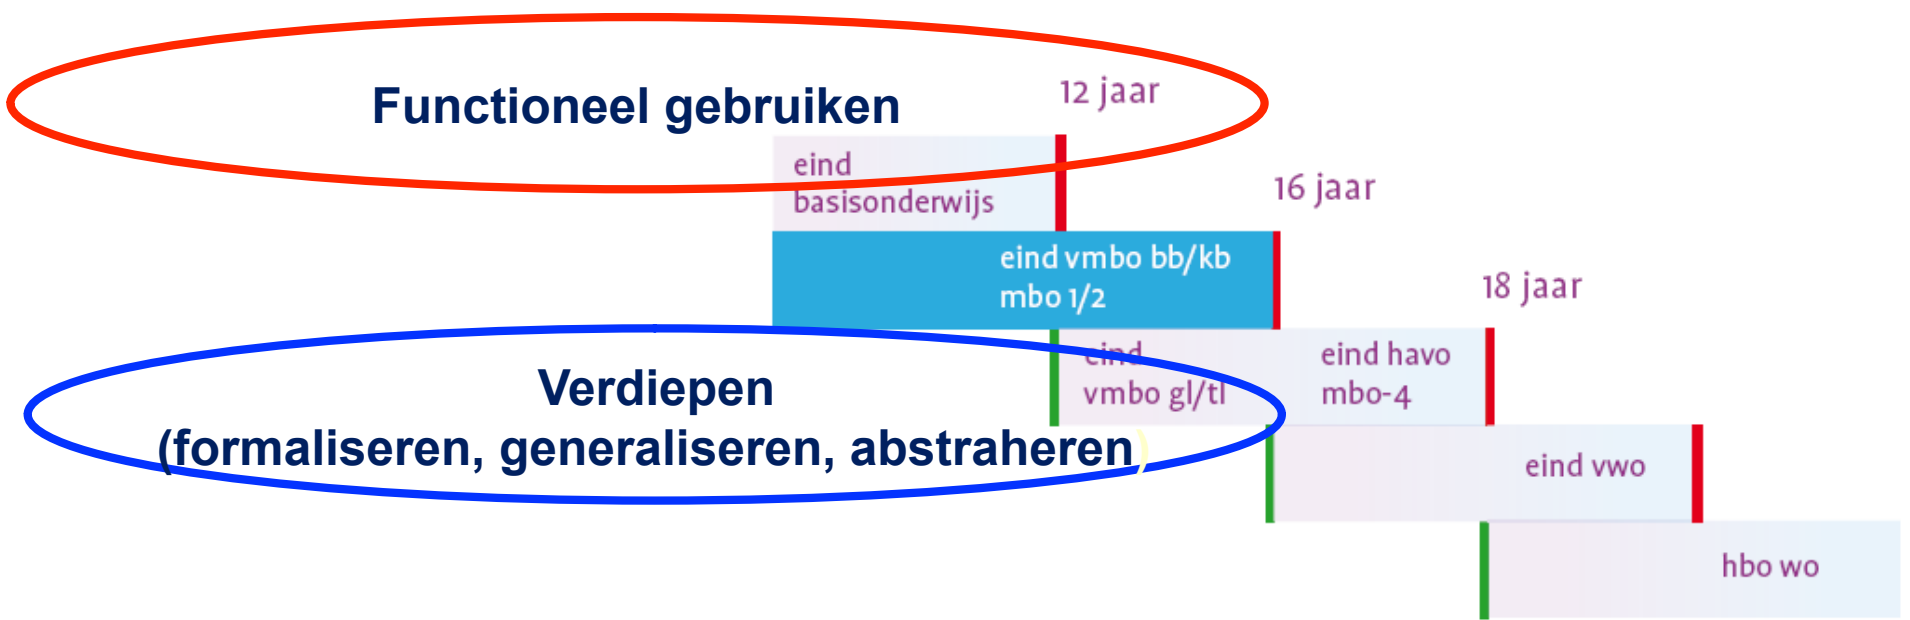 Functioneel gebruiken
12 jaar
eind
basisonderwijs
16 jaar
eind vmbo bb/kb
mbo 1/2
18 jaar
Verdiepen
(formaliseren, generaliseren, abstraheren)
eind
vmbo gl/tl
eind havo
mbo-4
eind vwo
hbo wo